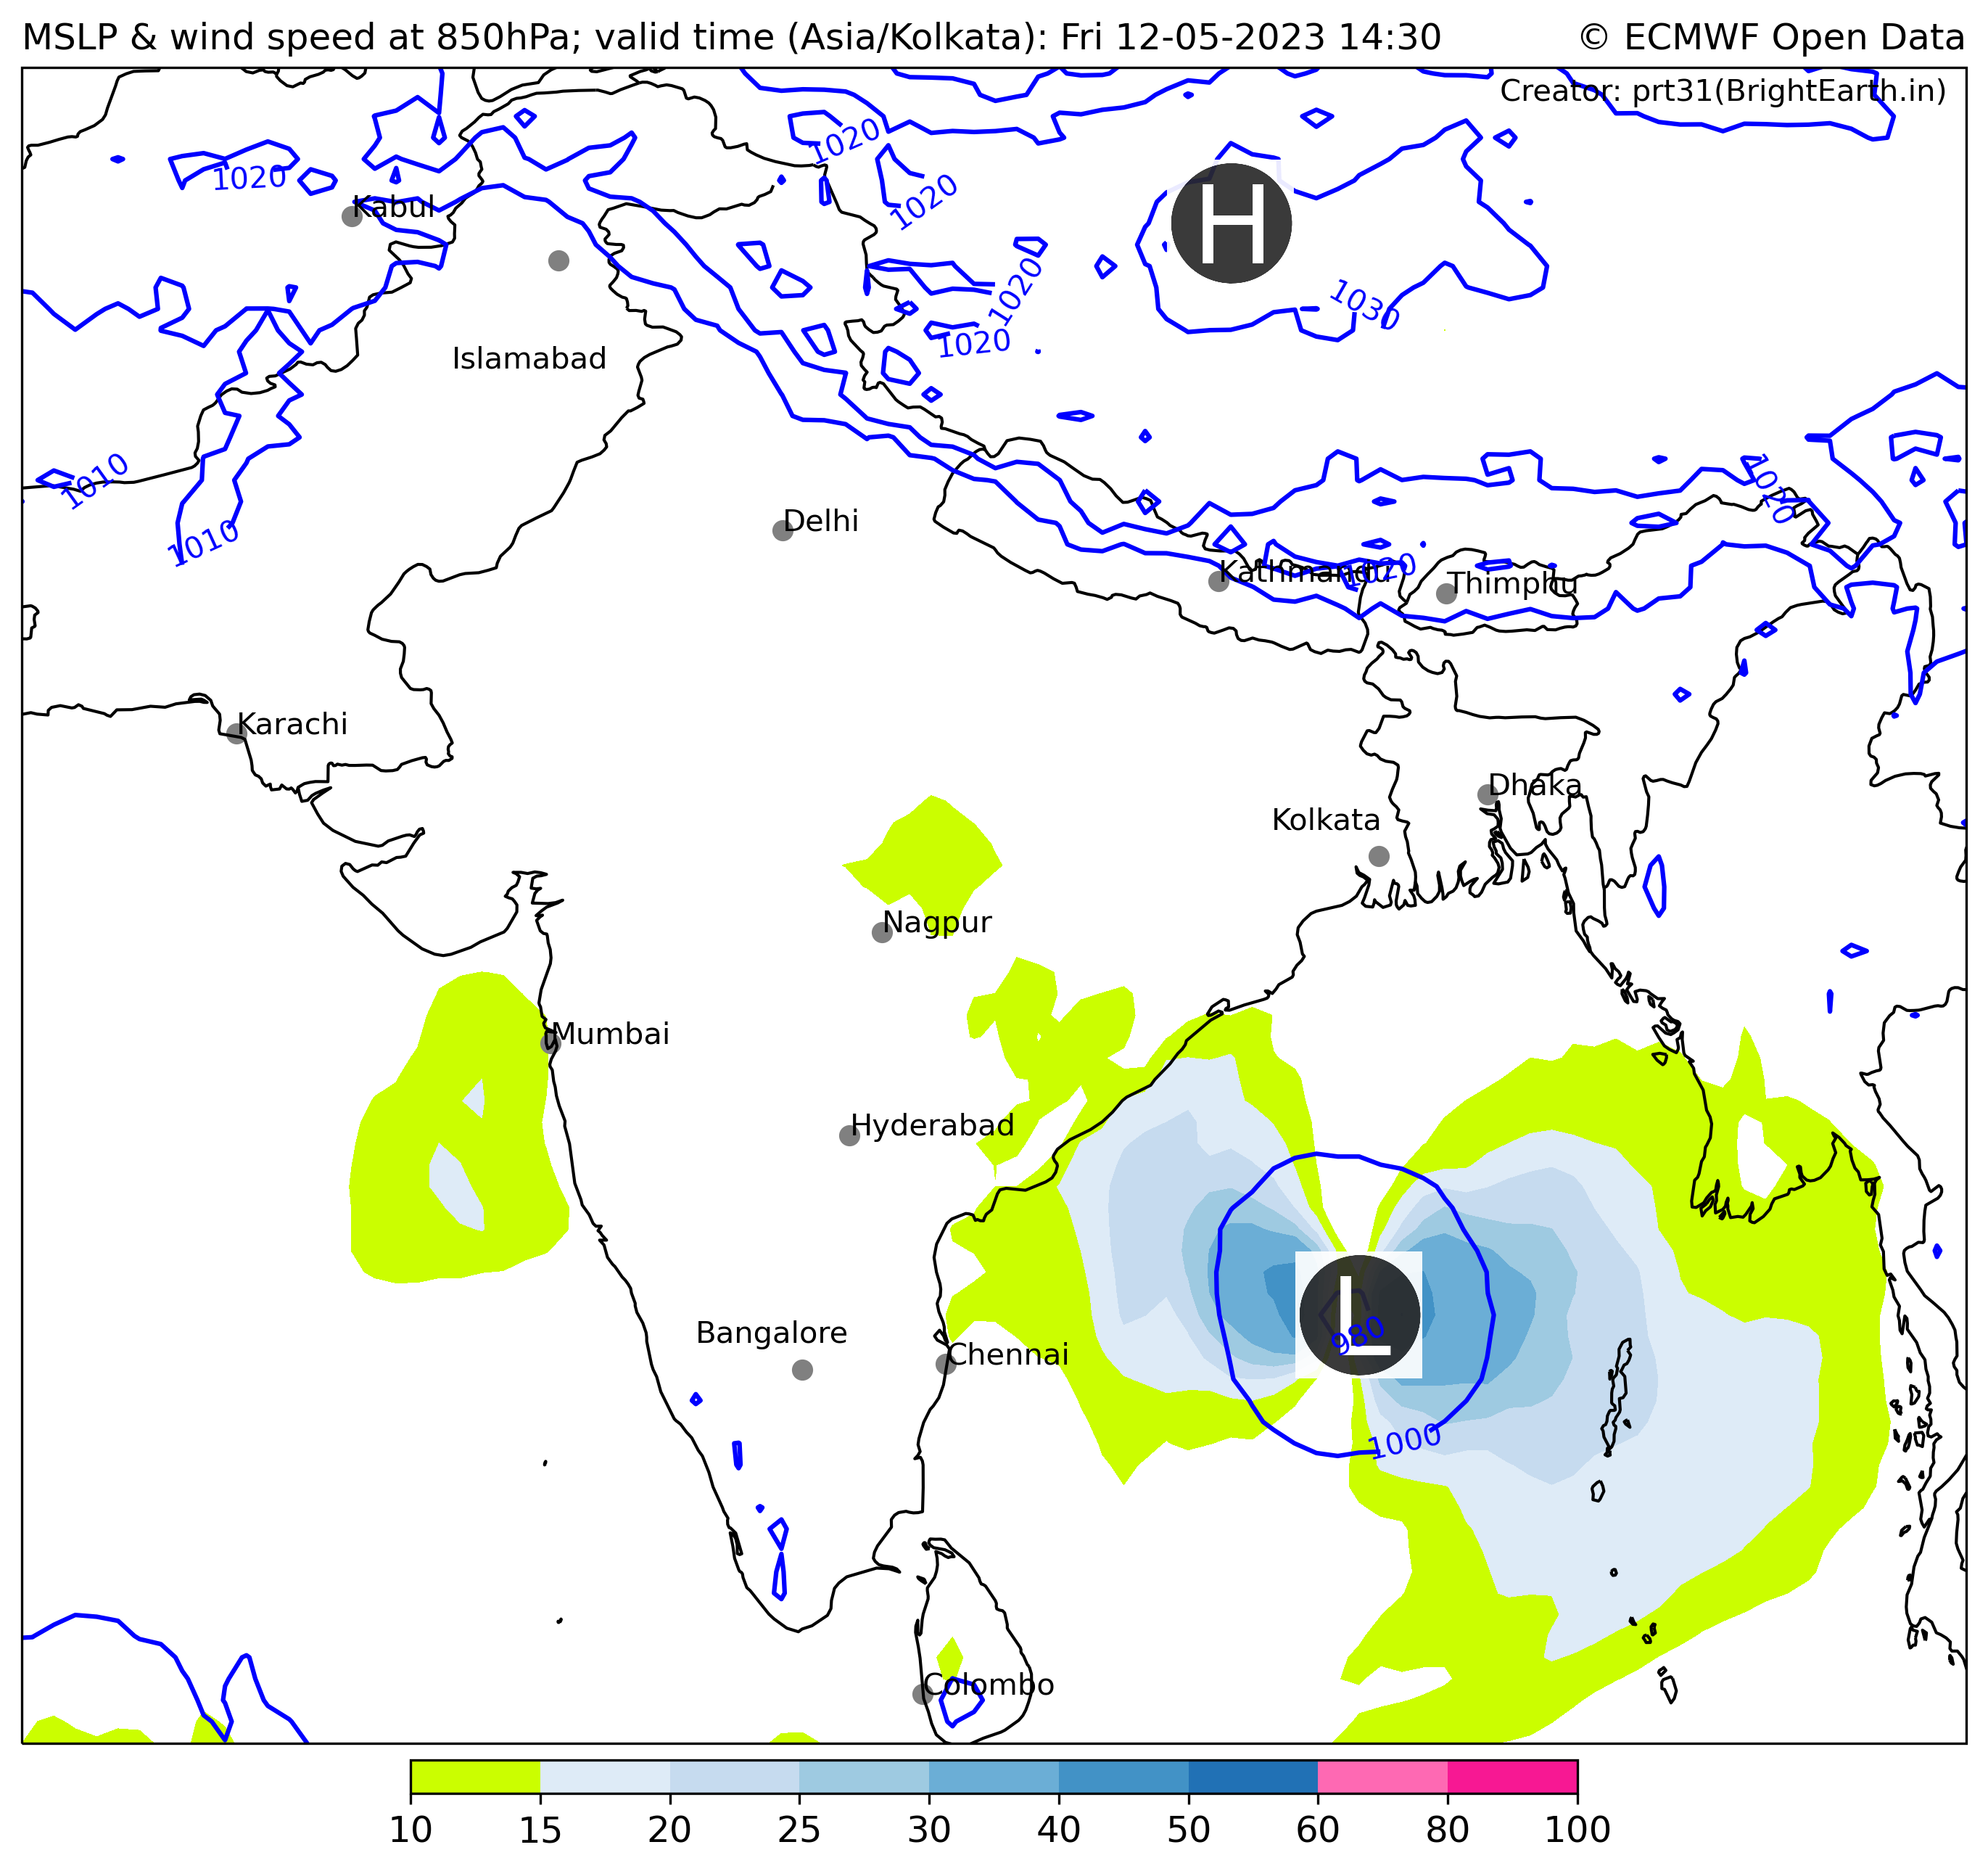 MSLP & wind speed at 850hPa; valid time (Asia/Kolkata): Fri 12-05-2023 14:30
© ECMWF Open Data
Creator: prt31(BrightEarth.in)
1020
1020
Kabul
1020
H
1020
1030
1020
Islamabad
1010
1020
1010
Delhi
Kathmandu
1020
Thimphu
Karachi
Dhaka
Kolkata
Nagpur
Mumbai
Hyderabad
Bangalore
L
980
Chennai
1000
Colombo
10 15 20 25 30 40 50 60 80 100